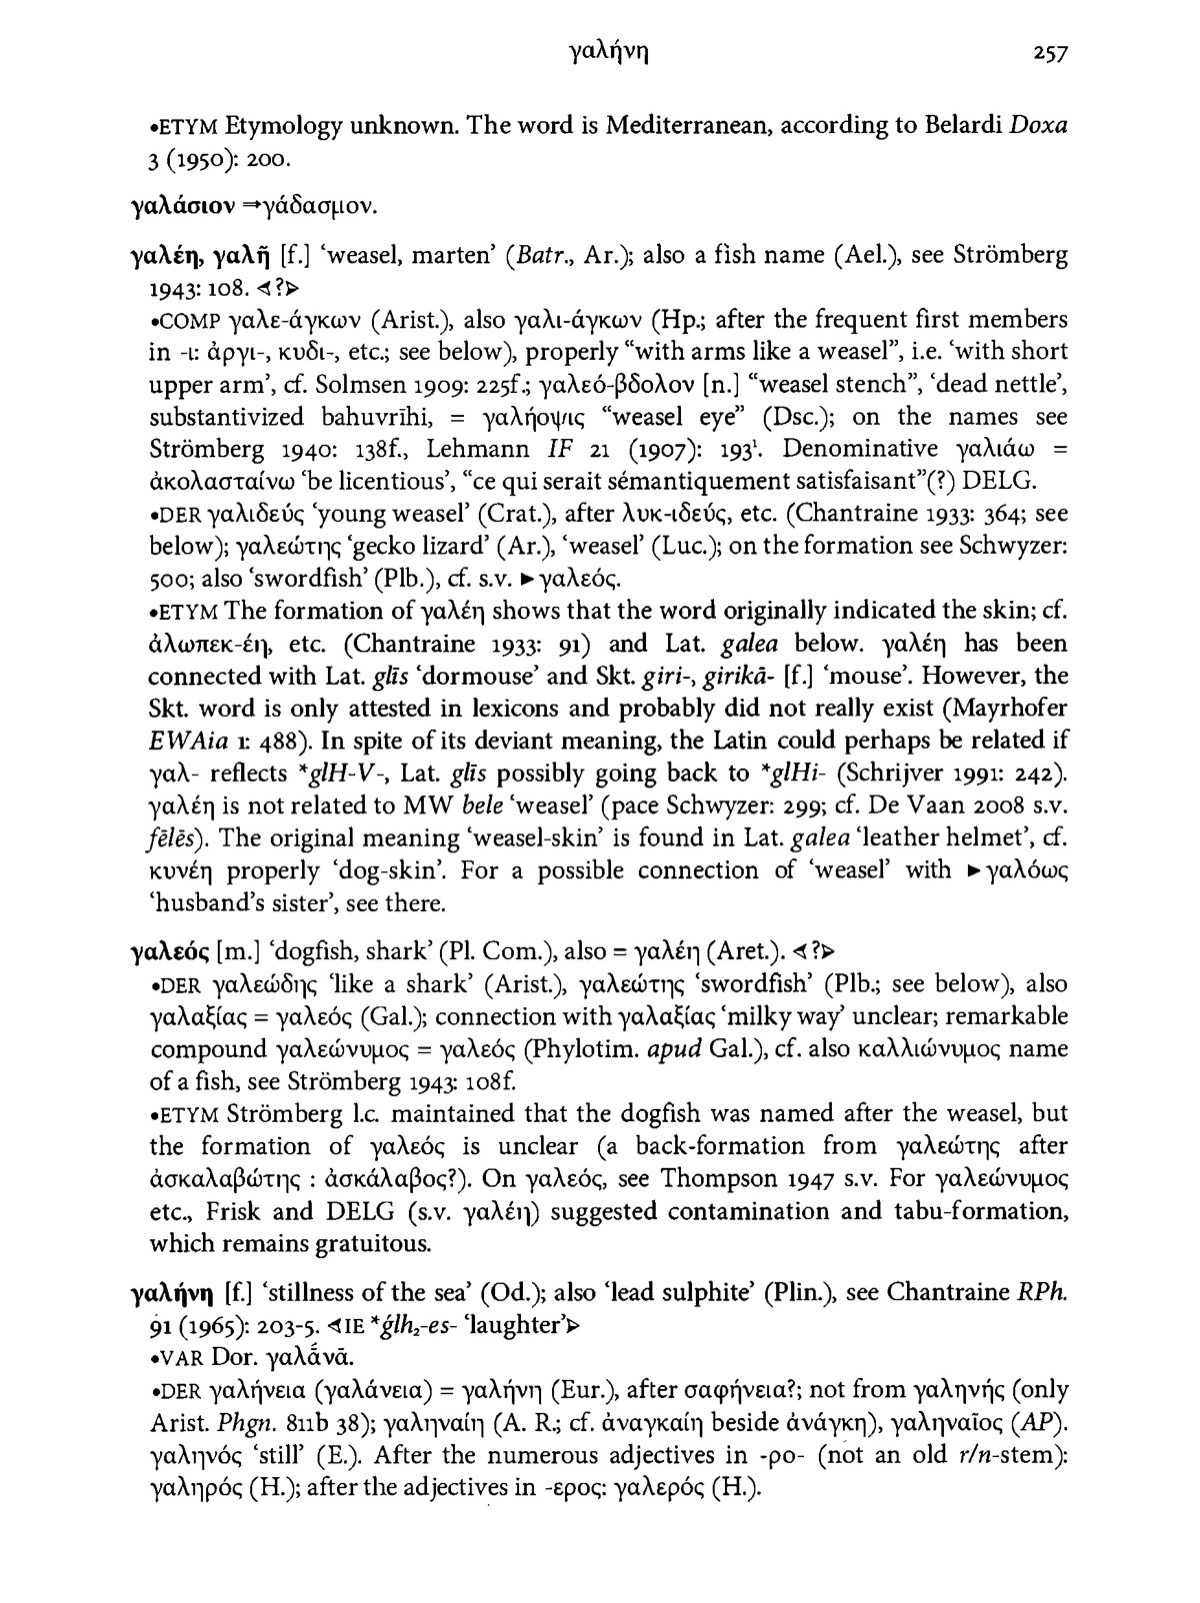 γαλήνη 257
•ETYM Etymology unknown. The word is Mediterranean, according to Belardi Doxa
3 (1950): 200.
γαλάσιον ⇒γάδασμον.
γαλέη, γαλῆ [f.] ‘weasel, marten’ (Batr., Ar.); also a fish name (Ael.), see Strömberg
1943: 108. ⊲?⊳
•COMP γαλε-άγκων (Arist.), also γαλι-άγκων (Hp.; after the frequent first members
in -ι: ἀργι-, κυδι-, etc.; see below), properly “with arms like a weasel”, i.e. ‘with short
upper arm’, cf. Solmsen 1909: 225f.; γαλεό-βδολον [n.] “weasel stench”, ‘dead nettle’,
substantivized bahuvrīhi, = γαλήοψις “weasel eye” (Dsc.); on the names see
Strömberg 1940: 138f., Lehmann IF 21 (1907): 193¹. Denominative γαλιάω =
ἀκολασταίνω ‘be licentious’, “ce qui serait sémantiquement satisfaisant”(?) DELG.
•DER γαλιδεύς ‘young weasel’ (Crat.), after λυκ-ιδεύς, etc. (Chantraine 1933: 364; see
below); γαλεώτης ‘gecko lizard’ (Ar.), ‘weasel’ (Luc.); on the formation see Schwyzer:
500; also ‘swordfish’ (Plb.), cf. s.v. ►γαλεός.
•ETYM The formation of γαλέη shows that the word originally indicated the skin; cf.
ἀλωπεκ-έη, etc. (Chantraine 1933: 91) and Lat. galea below. γαλέη has been
connected with Lat. glīs ‘dormouse’ and Skt. giri-, girikā- [f.] ‘mouse’. However, the
Skt. word is only attested in lexicons and probably did not really exist (Mayrhofer
EWAia 1: 488). In spite of its deviant meaning, the Latin could perhaps be related if
γαλ- reflects *glH-V-, Lat. glīs possibly going back to *glHi- (Schrijver 1991: 242).
γαλέη is not related to MW bele ‘weasel’ (pace Schwyzer: 299; cf. De Vaan 2008 s.v.
fēlēs). The original meaning ‘weasel-skin’ is found in Lat. galea ‘leather helmet’, cf.
κυνέη properly ‘dog-skin’. For a possible connection of ‘weasel’ with ►γαλόως
‘husband’s sister’, see there.
γαλεός [m.] ‘dogfish, shark’ (Pl. Com.), also = γαλέη (Aret.). ⊲?⊳
•DER γαλεώδης ‘like a shark’ (Arist.), γαλεώτης ‘swordfish’ (Plb.; see below), also
γαλαξίας = γαλεός (Gal.); connection with γαλαξίας ‘milky way’ unclear; remarkable
compound γαλεώνυμος = γαλεός (Phylotim. apud Gal.), cf. also καλλιώνυμος name
of a fish, see Strömberg 1943: 108f.
•ETYM Strömberg l.c. maintained that the dogfish was named after the weasel, but
the formation of γαλεός is unclear (a back-formation from γαλεώτης after
ἀσκαλαβώτης : ἀσκάλαβος?). On γαλεός, see Thompson 1947 s.v. For γαλεώνυμος
etc., Frisk and DELG (s.v. γαλέη) suggested contamination and tabu-formation,
which remains gratuitous.
γαλήνη [f.] ‘stillness of the sea’ (Od.); also ‘lead sulphite’ (Plin.), see Chantraine RPh.
91 (1965): 203-5. ⊲IE *ǵlh₂-es- ‘laughter’⊳
•VAR Dor. γαλᾱ́νᾱ.
•DER γαλήνεια (γαλάνεια) = γαλήνη (Eur.), after σαφήνεια?; not from γαληνής (only
Arist. Phgn. 811b 38); γαληναίη (A. R.; cf. ἀναγκαίη beside ἀνάγκη), γαληναῖος (AP).
γαληνός ‘still’ (E.). After the numerous adjectives in -ρο- (not an old r/n-stem):
γαληρός (H.); after the adjectives in -ερος: γαλερός (H.).